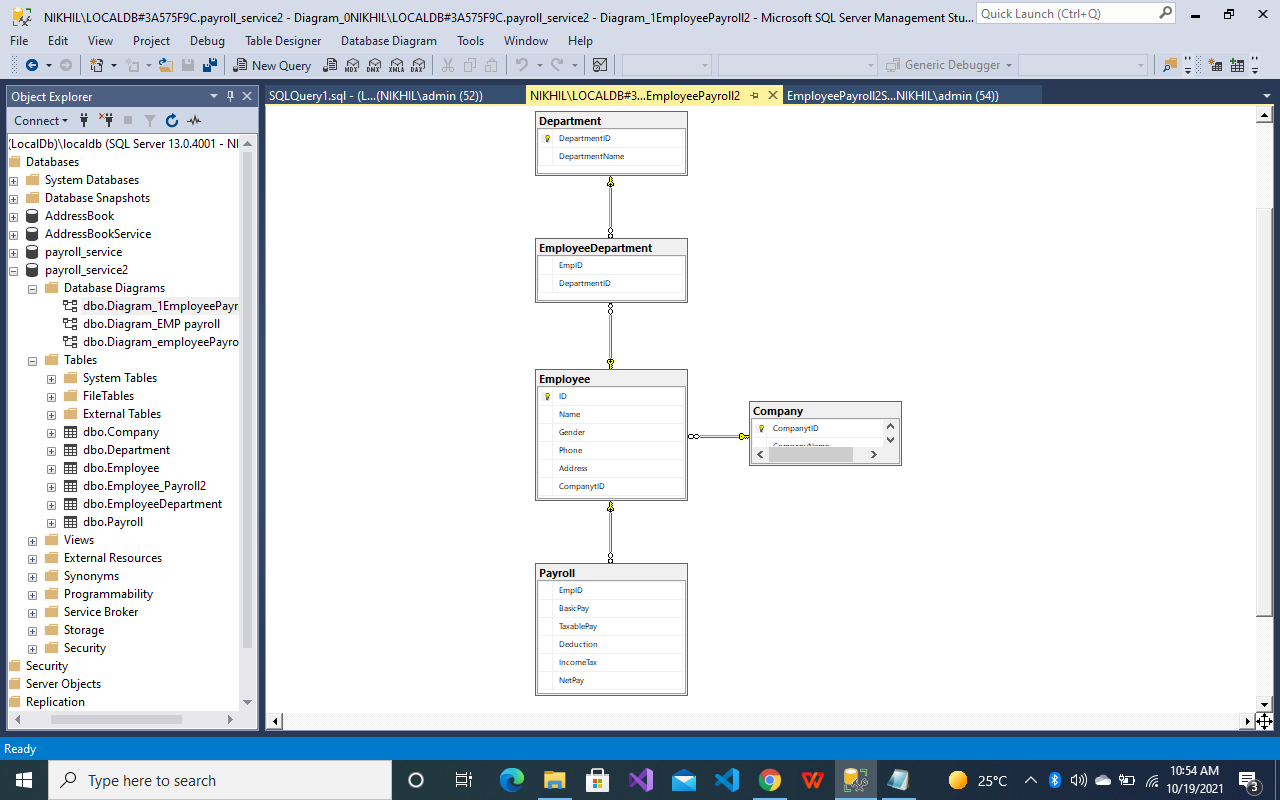 NIKHIL\LOCALDB#3A575F9C.payroll_service2 - Diagram_0NIKHIL\LOCALDB#3A575F9C.payroll_service2 - Diagram_1EmployeePayroll2 - Microsoft SQL Server Management Stu...
Quick Launch (Ctrl+Q)
File Edit View Project Debug Table Designer Database Diagram Tools Window Help
New Query MDX DMX XMLA DAX Generic Debugger
Object Explorer
SQLQuery1.sql - (L...(NIKHIL\admin (52))
NIKHIL\LOCALDB#3...EmployeePayroll2
EmployeePayroll2S...NIKHIL\admin (54))
Connect
(LocalDb)\localdb (SQL Server 13.0.4001 - NI
Databases
System Databases
Database Snapshots
AddressBook
AddressBookService
payroll_service
payroll_service2
Database Diagrams
dbo.Diagram_1EmployeePayr
dbo.Diagram_EMP payroll
dbo.Diagram_employeePayro
Tables
System Tables
FileTables
External Tables
dbo.Company
dbo.Department
dbo.Employee
dbo.Employee_Payroll2
dbo.EmployeeDepartment
dbo.Payroll
Views
External Resources
Synonyms
Programmability
Service Broker
Storage
Security
Security
Server Objects
Replication
Department
DepartmentID
DepartmentName
EmployeeDepartment
EmpID
DepartmentID
Employee
ID
Name
Gender
Phone
Address
CompanytID
Company
CompanytID
CompanyName
Payroll
EmpID
BasicPay
TaxablePay
Deduction
IncomeTax
NetPay
Ready
Type here to search
25°C
10:54 AM
10/19/2021
3